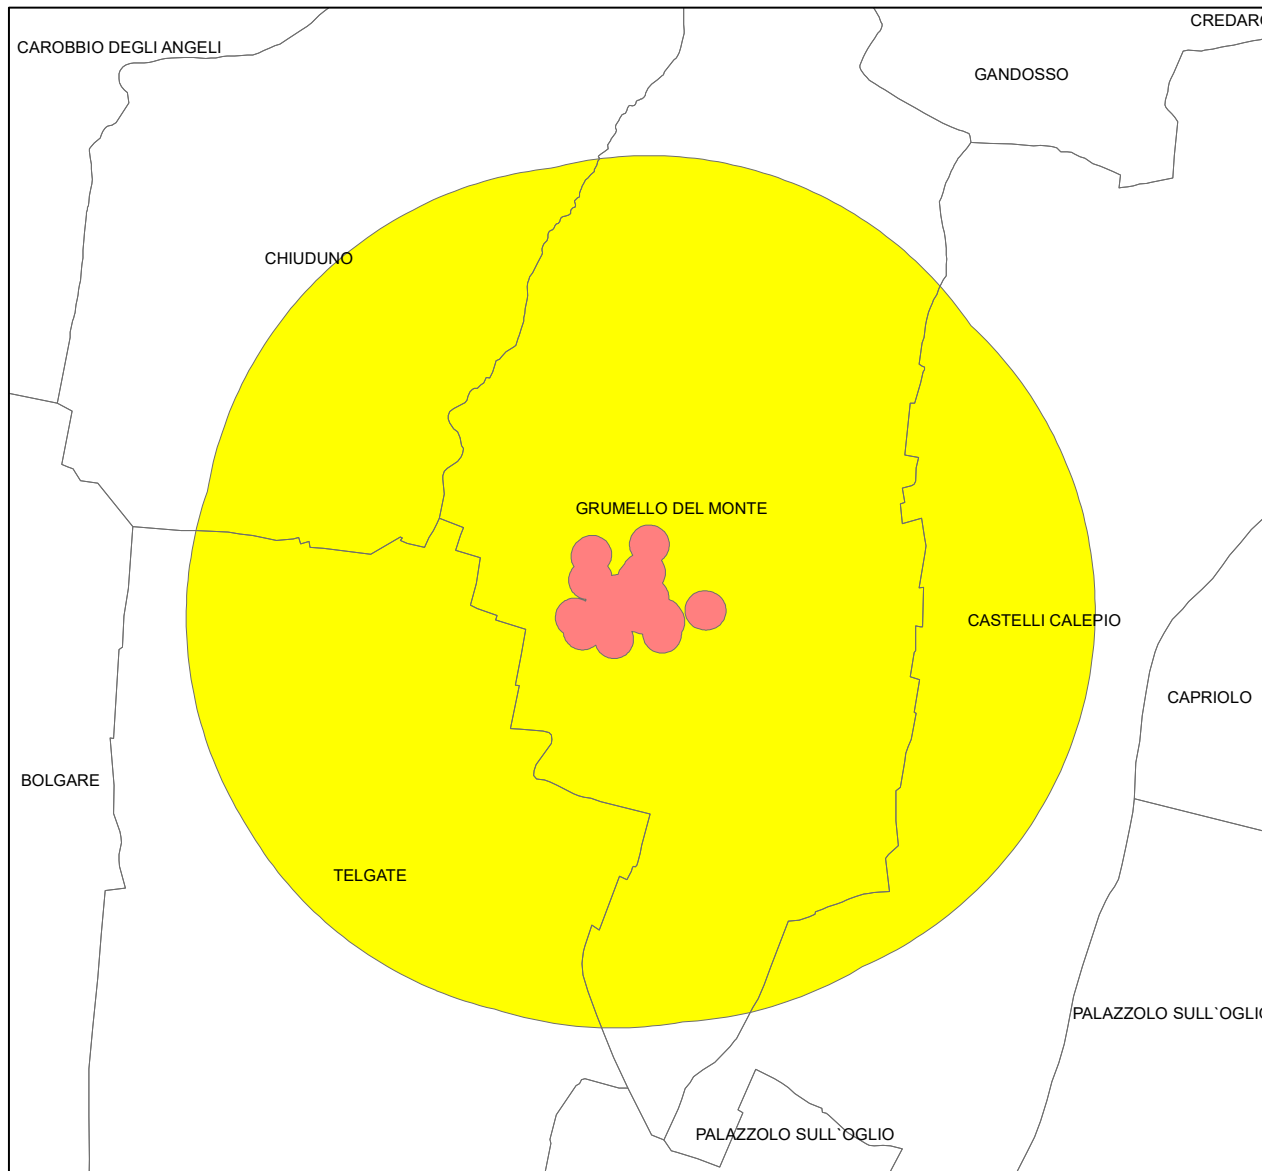 CREDARO
CAROBBIO DEGLI ANGELI
GANDOSSO
CHIUDUNO
GRUMELLO DEL MONTE
CASTELLI CALEPIO
CAPRIOLO
BOLGARE
TELGATE
PALAZZOLO SULL`OGLIO
PALAZZOLO SULL`OGLIO